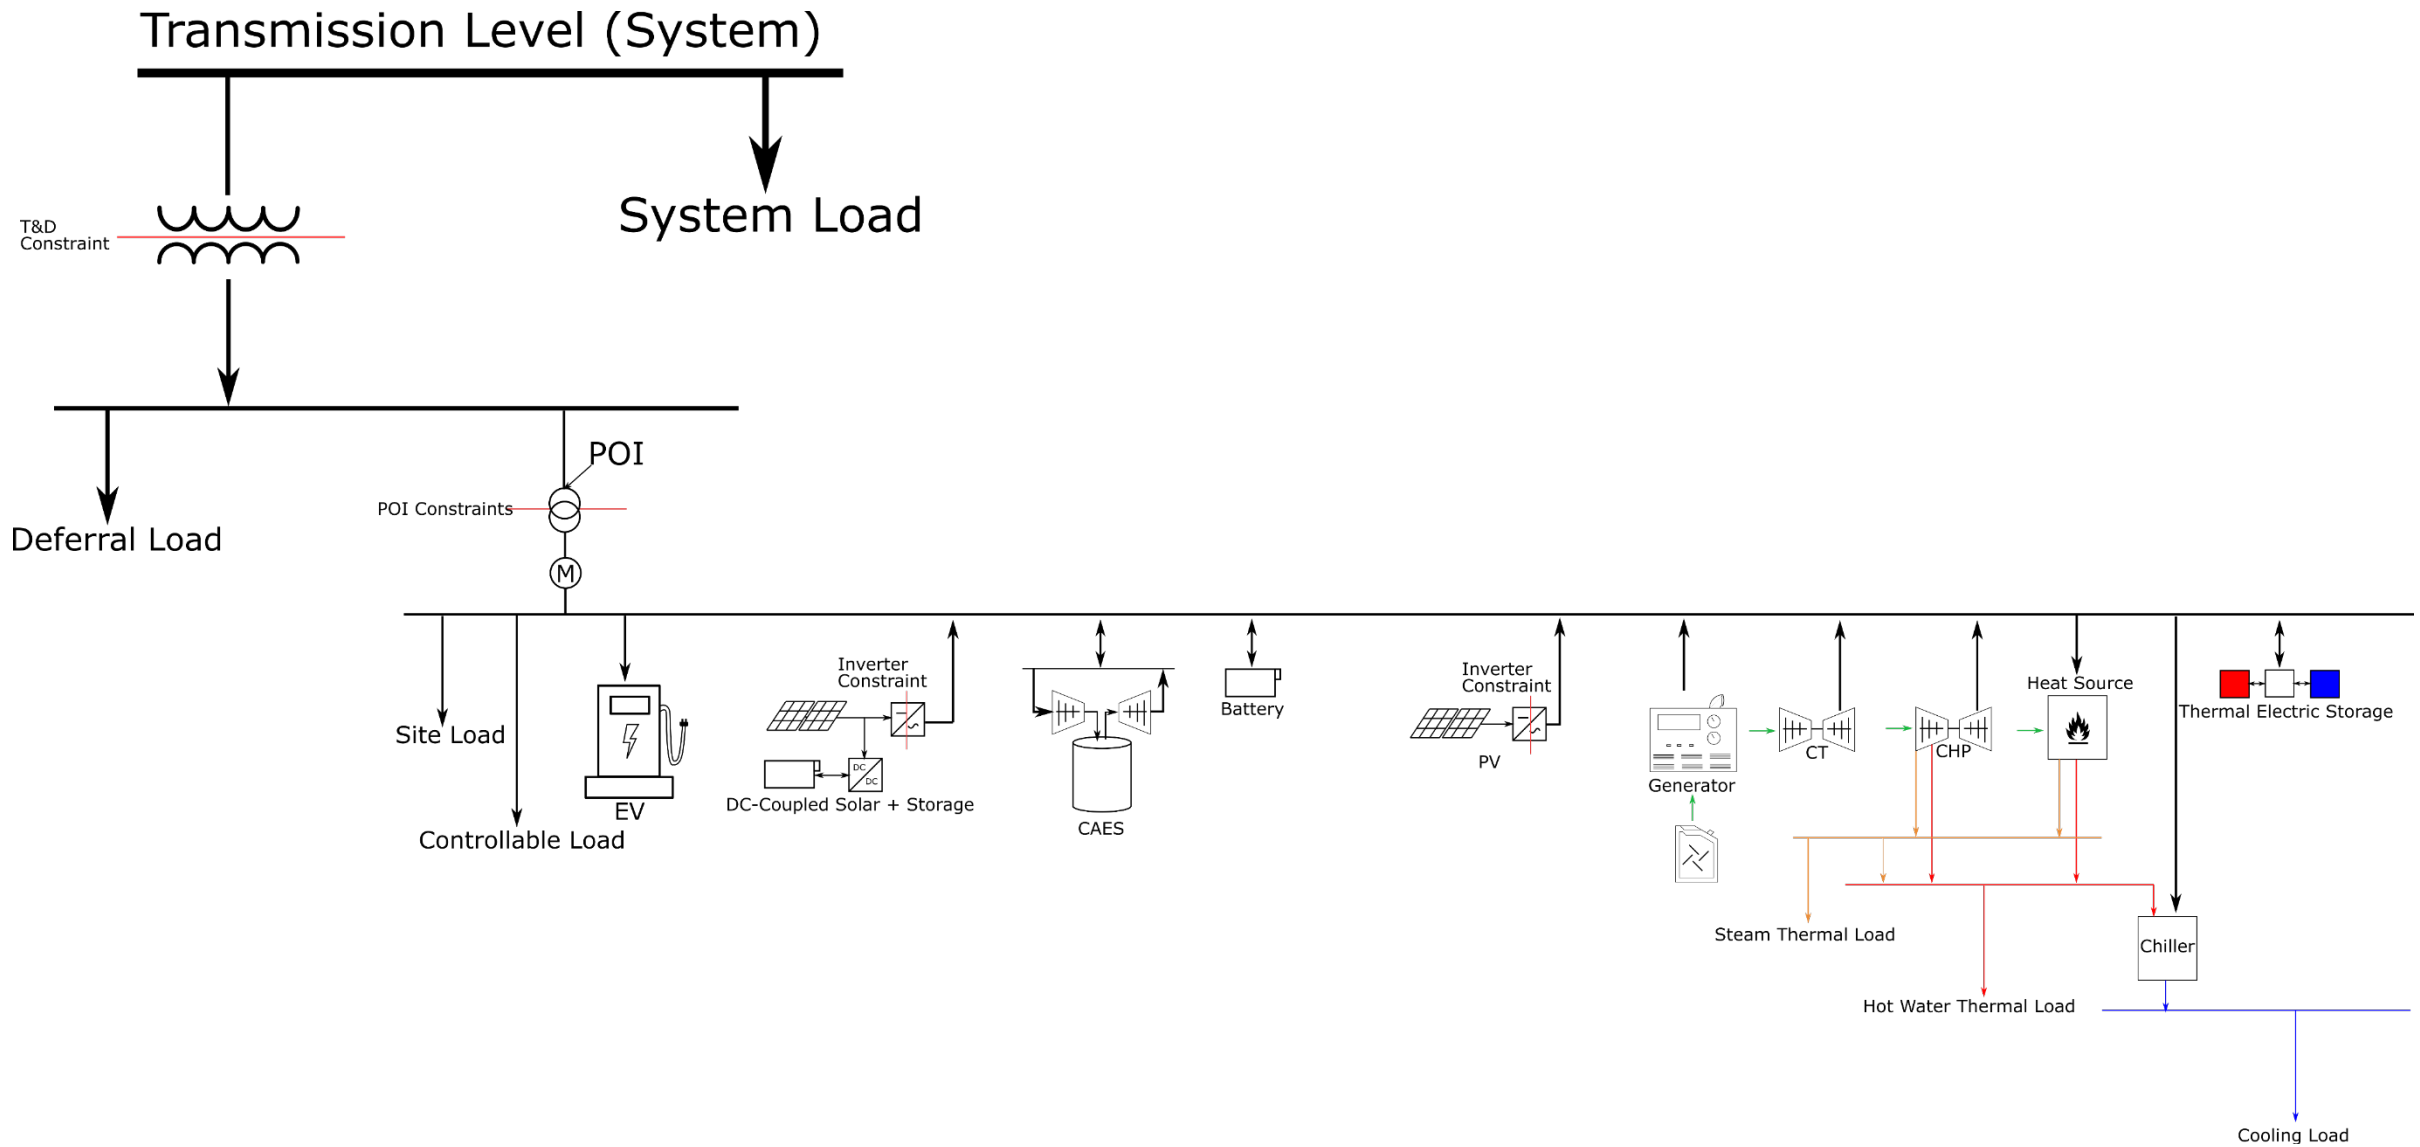 Transmission Level (System)
System Load
T&D
Constraint
POI
POI Constraints
Deferral Load
M
Site Load
Controllable Load
EV
Inverter
Constraint
DC
DC
DC-Coupled Solar + Storage
CAES
Battery
Inverter
Constraint
PV
Generator
CT
CHP
Heat Source
Thermal Electric Storage
Steam Thermal Load
Hot Water Thermal Load
Chiller
Cooling Load